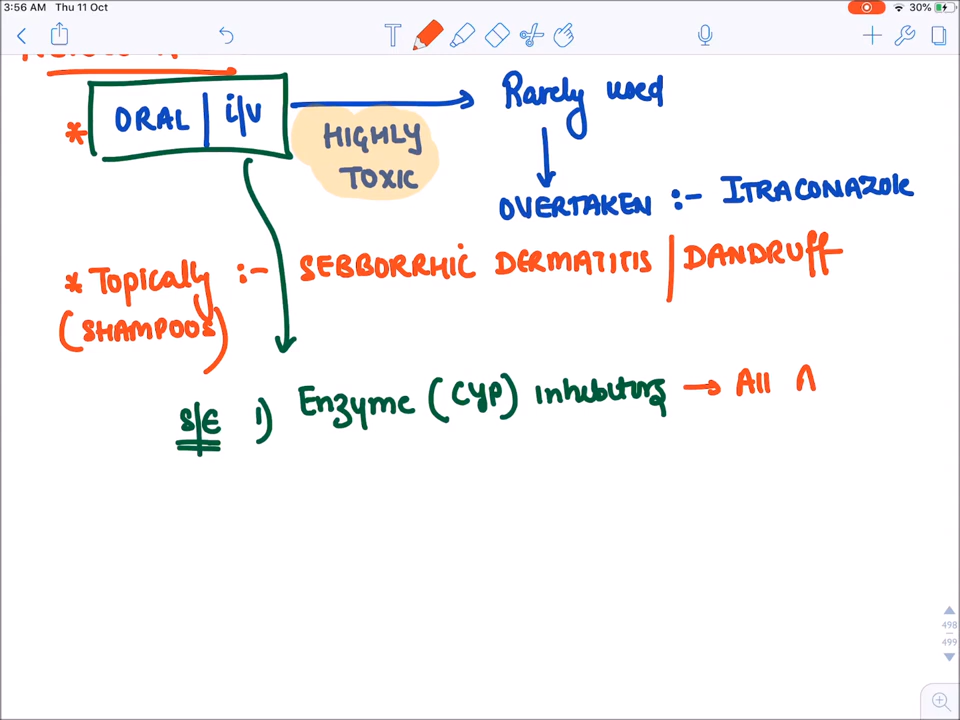 3:56 AM Thu 11 Oct
30%
T
ORAL | i/v
Rarely used
* HIGHLY
TOXIC
OVERTAKEN :- ITRACONAZOLE
* Topically :- SEBBORRHIC DERMATITIS | DANDRUFF
(SHAMPOOS)
S/E 1) Enzyme (CYP) inhibitors → All
498
499